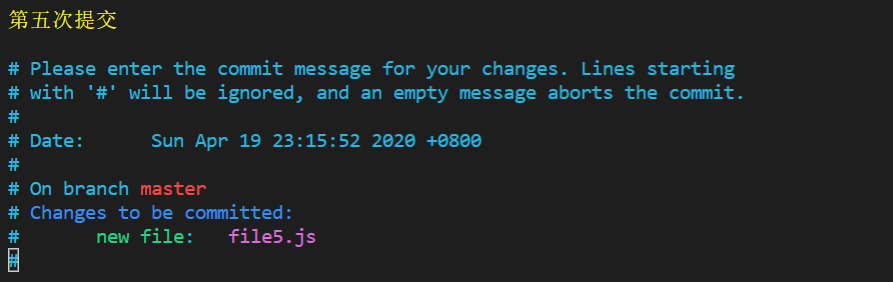 第五次提交
# Please enter the commit message for your changes. Lines starting
# with '#' will be ignored, and an empty message aborts the commit.
#
# Date:      Sun Apr 19 23:15:52 2020 +0800
#
# On branch master
# Changes to be committed:
#       new file:   file5.js
#